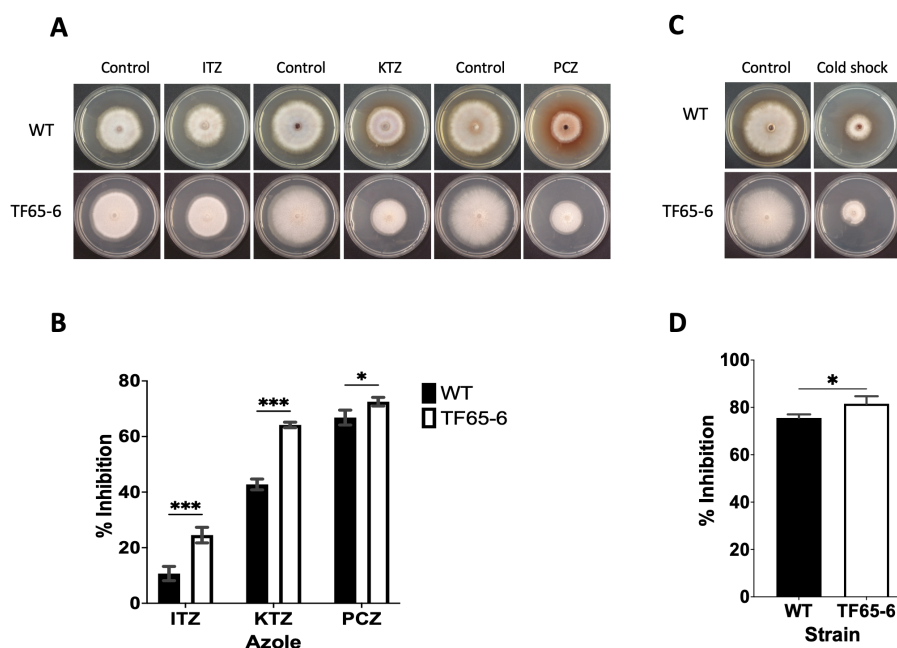 A
Control ITZ Control KTZ Control PCZ
WT
TF65-6
C
Control Cold shock
WT
TF65-6
B
80
60
40
20
0
% Inhibition
***
***
*
WT
TF65-6
ITZ KTZ PCZ
Azole
D
100
80
60
40
20
0
% Inhibition
*
WT TF65-6
Strain